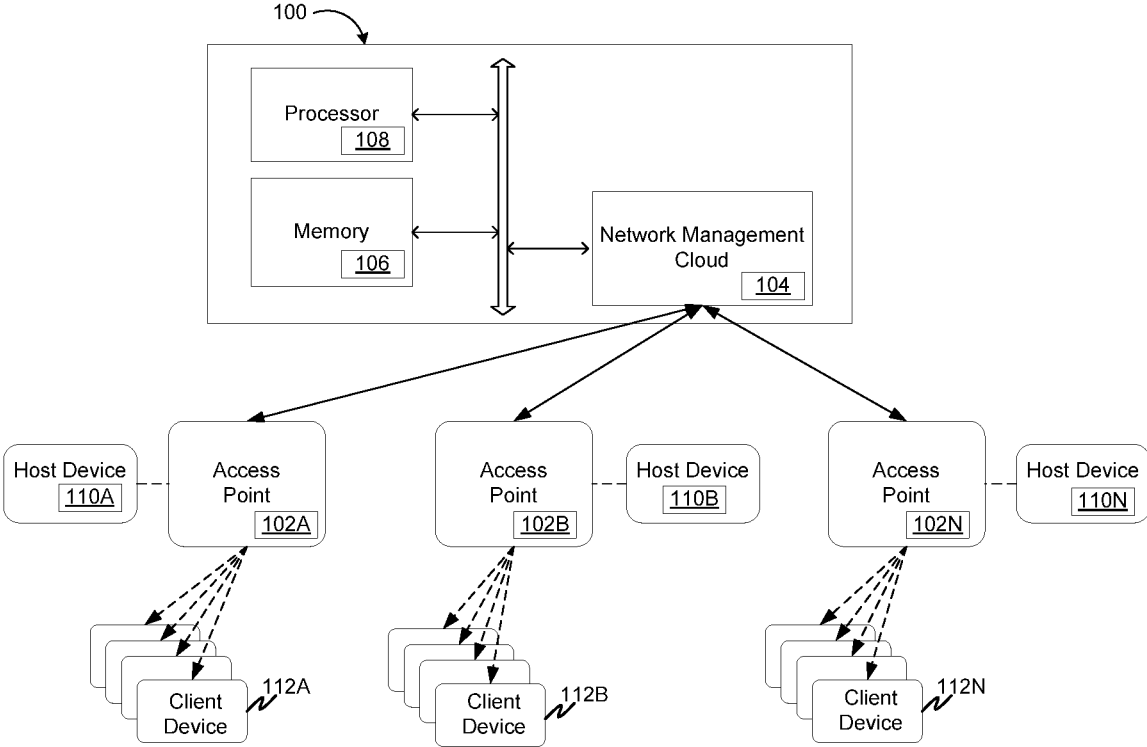 100
Processor
108
Memory
106
Network Management
Cloud
104
Host Device
110A
Access
Point
102A
Access
Point
102B
Host Device
110B
Access
Point
102N
Host Device
110N
Client
Device
112A
Client
Device
112B
Client
Device
112N